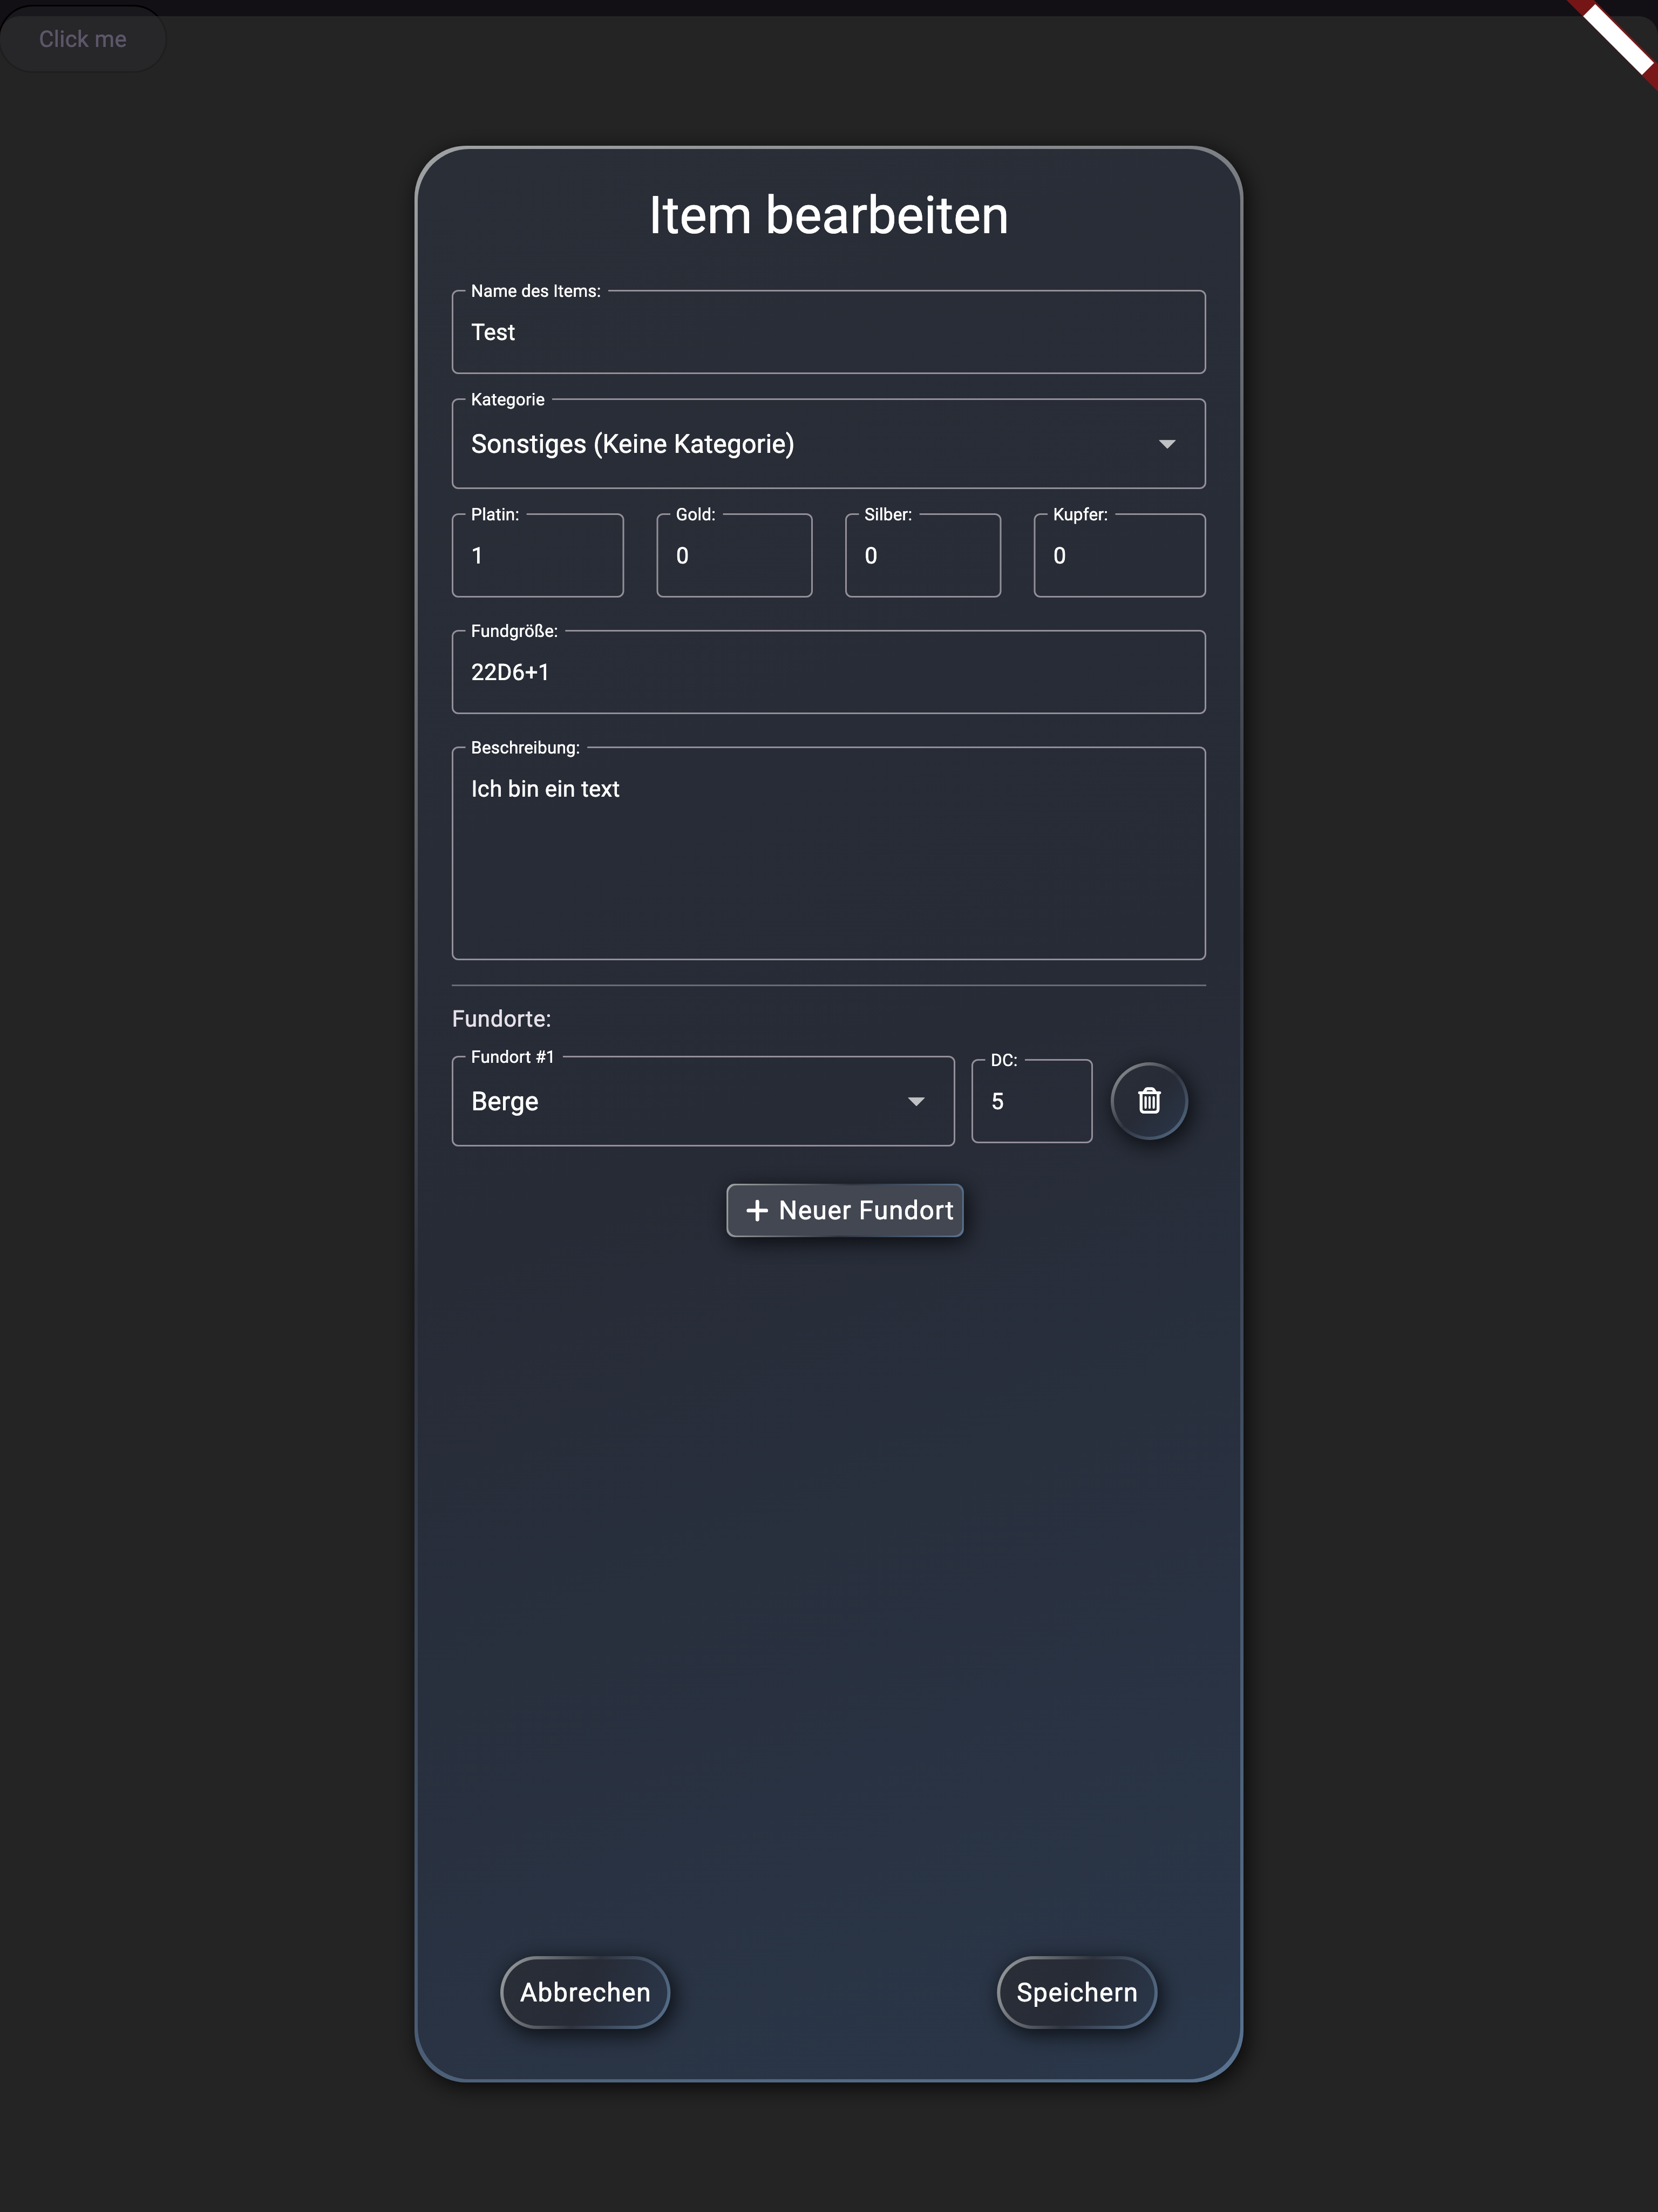 Click me
Item bearbeiten
Name des Items:
Test
Kategorie
Sonstiges (Keine Kategorie)
Platin: Gold: Silber: Kupfer:
1 0 0 0
Fundgröße:
22D6+1
Beschreibung:
Ich bin ein text
Fundorte:
Fundort #1 DC:
Berge 5
+ Neuer Fundort
Abbrechen Speichern